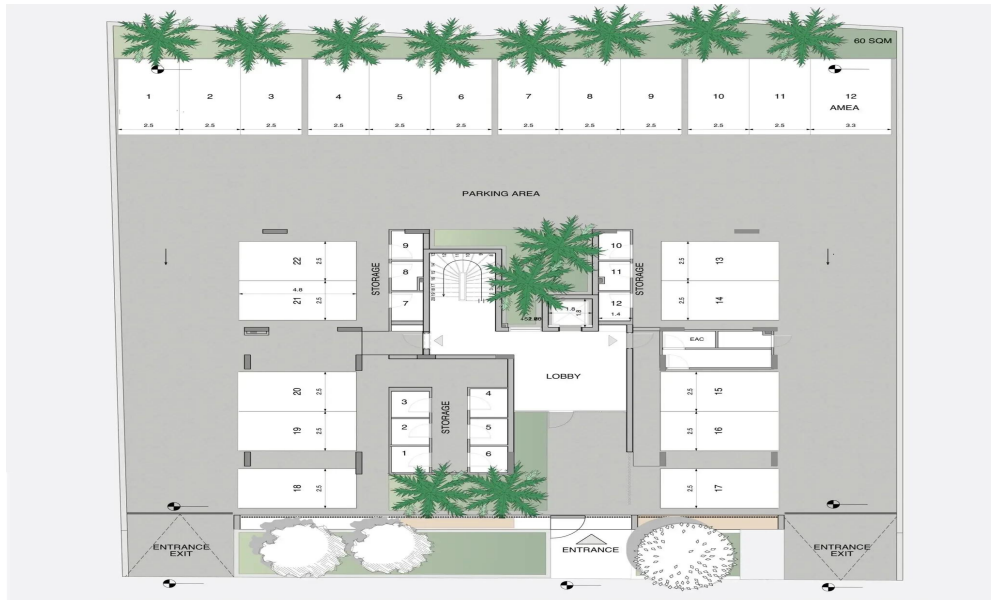 60 SQM
1 2 3 4 5 6 7 8 9 10 11 12
AMEA
2.5 2.5 2.5 2.5 2.5 2.5 2.5 2.5 2.5 2.5 2.5 3.3
PARKING AREA
9 10
22 2.5 STORAGE 8 11 STORAGE 2.5 13
4.8
21 2.5 7 12 2.5 14
1.8
1.4
EAC
LOBBY
20 2.5 3 4 2.5 15
STORAGE
19 2.5 2 5 2.5 16
1 6
18 2.5 2.5 17
ENTRANCE
EXIT
ENTRANCE
ENTRANCE
EXIT